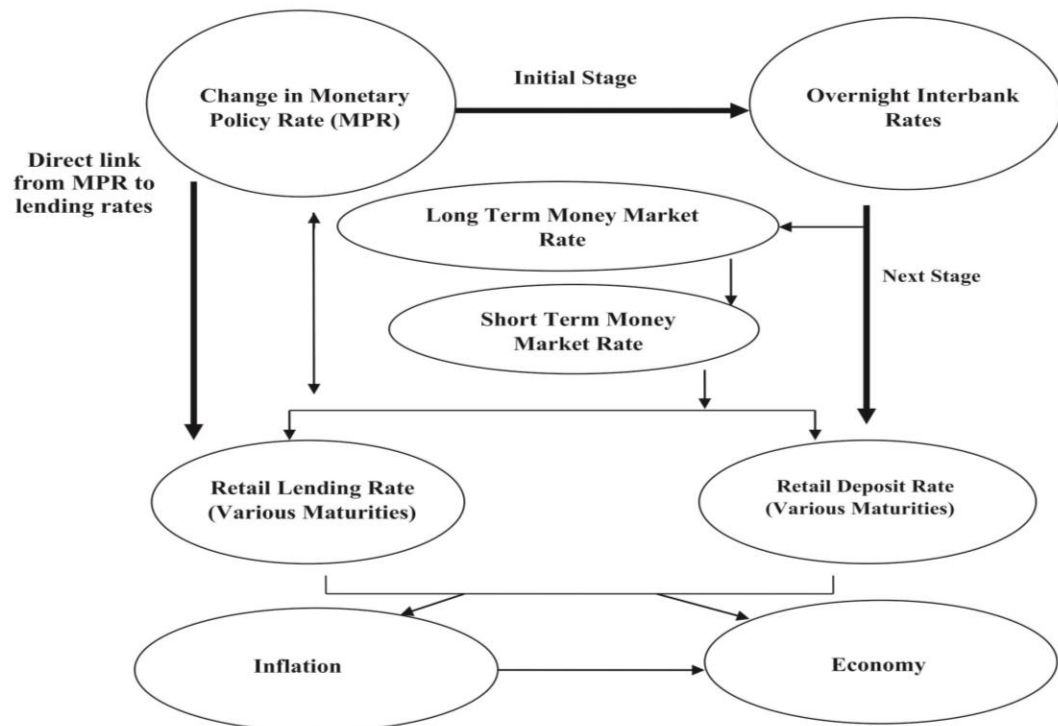 Initial Stage
Change in Monetary
Policy Rate (MPR)
Overnight Interbank
Rates
Direct link
from MPR to
lending rates
Long Term Money Market
Rate
Next Stage
Short Term Money
Market Rate
Retail Lending Rate
(Various Maturities)
Retail Deposit Rate
(Various Maturities)
Inflation
Economy